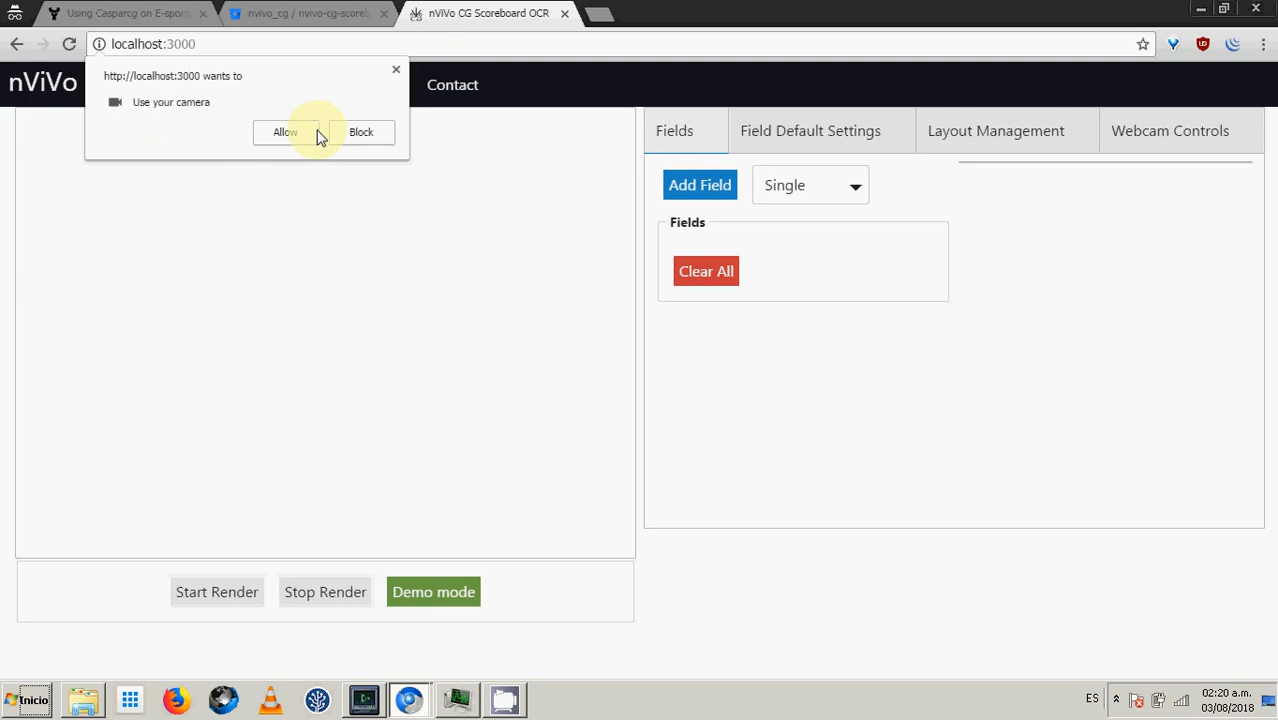 Using Casparcg on E-sport
nvivo_cg / nvivo-cg-scorel
nViVo CG Scoreboard OCR
localhost:3000
nViVo
Contact
http://localhost:3000 wants to
Use your camera
Allow
Block
Fields
Field Default Settings
Layout Management
Webcam Controls
Add Field
Single
Fields
Clear All
Start Render
Stop Render
Demo mode
Inicio
ES
02:20 a.m.
03/08/2018